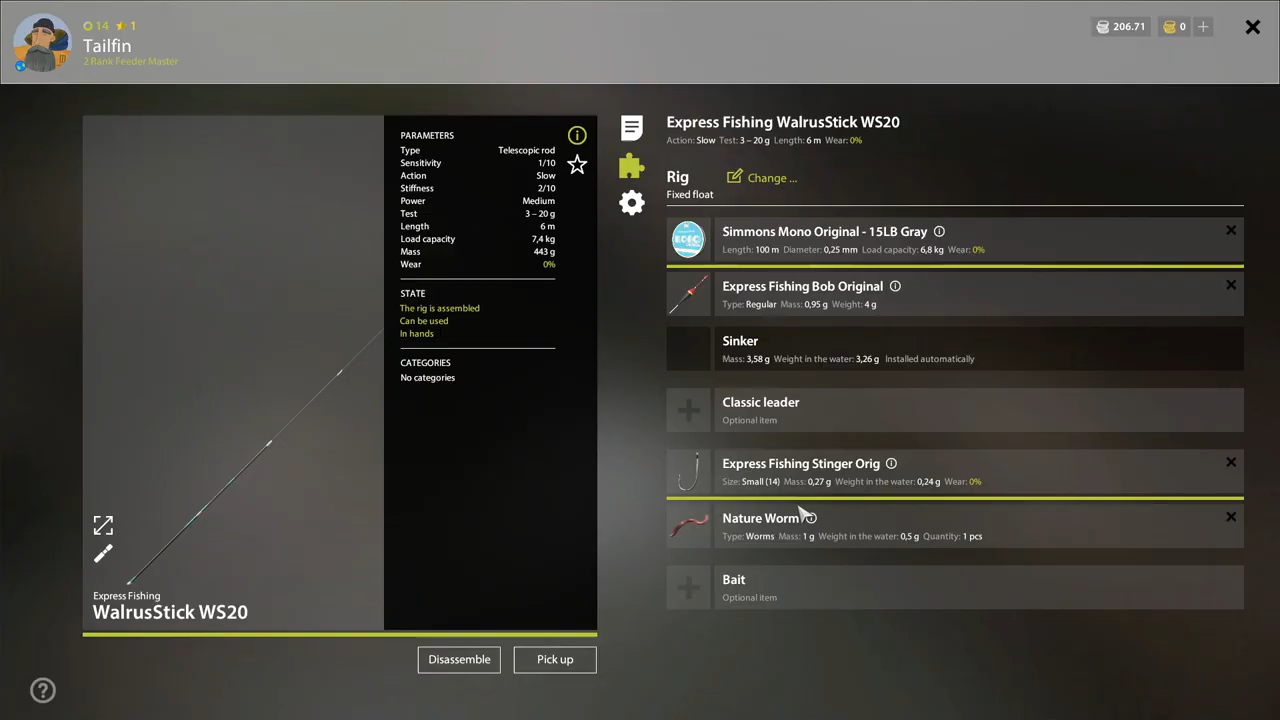 14 1
Tailfin
2 Rank Feeder Master
206.71 0
PARAMETERS
Type Telescopic rod
Sensitivity 1/10
Action Slow
Stiffness 2/10
Power Medium
Test 3 – 20 g
Length 6 m
Load capacity 7,4 kg
Mass 443 g
Wear 0%
STATE
The rig is assembled
Can be used
In hands
CATEGORIES
No categories
Express Fishing
WalrusStick WS20
Disassemble
Pick up
Express Fishing WalrusStick WS20
Action: Slow Test: 3 – 20 g Length: 6 m Wear: 0%
Rig
Change ...
Fixed float
Simmons Mono Original - 15LB Gray
Length: 100 m Diameter: 0,25 mm Load capacity: 6,8 kg Wear: 0%
Express Fishing Bob Original
Type: Regular Mass: 0,95 g Weight: 4 g
Sinker
Mass: 3,58 g Weight in the water: 3,26 g Installed automatically
Classic leader
Optional item
Express Fishing Stinger Orig
Size: Small (14) Mass: 0,27 g Weight in the water: 0,24 g Wear: 0%
Nature Worm
Type: Worms Mass: 1 g Weight in the water: 0,5 g Quantity: 1 pcs
Bait
Optional item